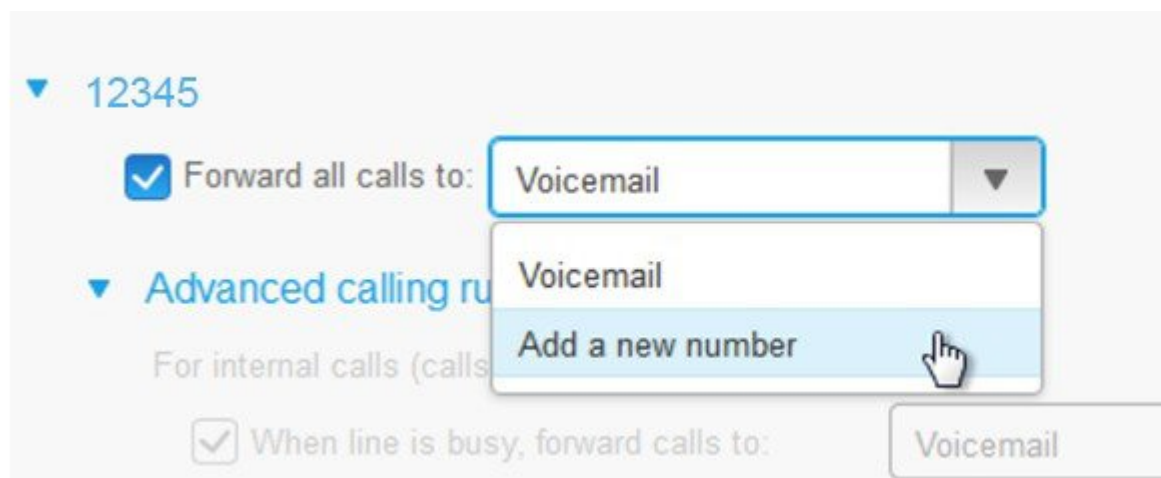 12345
Forward all calls to: Voicemail
Voicemail
Advanced calling
Add a new number
For internal calls (calls
When line is busy, forward calls to: Voicemail